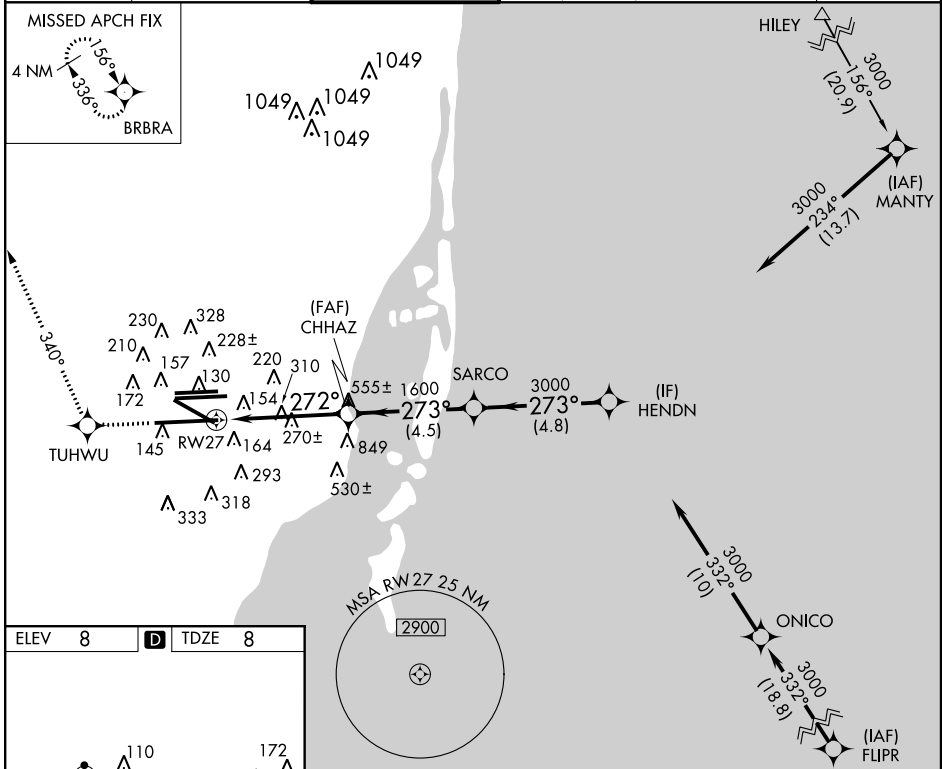 MISSED APCH FIX
4 NM
156°
336°
BRBRA
1049
1049
1049
1049
HILEY
3000
156°
(20.9)
(IAF)
MANTY
3000
234°
(13.7)
340°
230
328
210
228±
157
220
310
172
130
154
272°
(FAF)
CHHAZ
555±
1600
273°
(4.5)
SARCO
3000
273°
(4.8)
(IF)
HENDN
TUHWU
145
RW27
164
270±
849
293
530±
318
333
MSA RW27 25 NM
2900
3000
332°
(10)
ONICO
3000
332°
(18.8)
(IAF)
FLIPR
ELEV 8 D TDZE 8
110
172